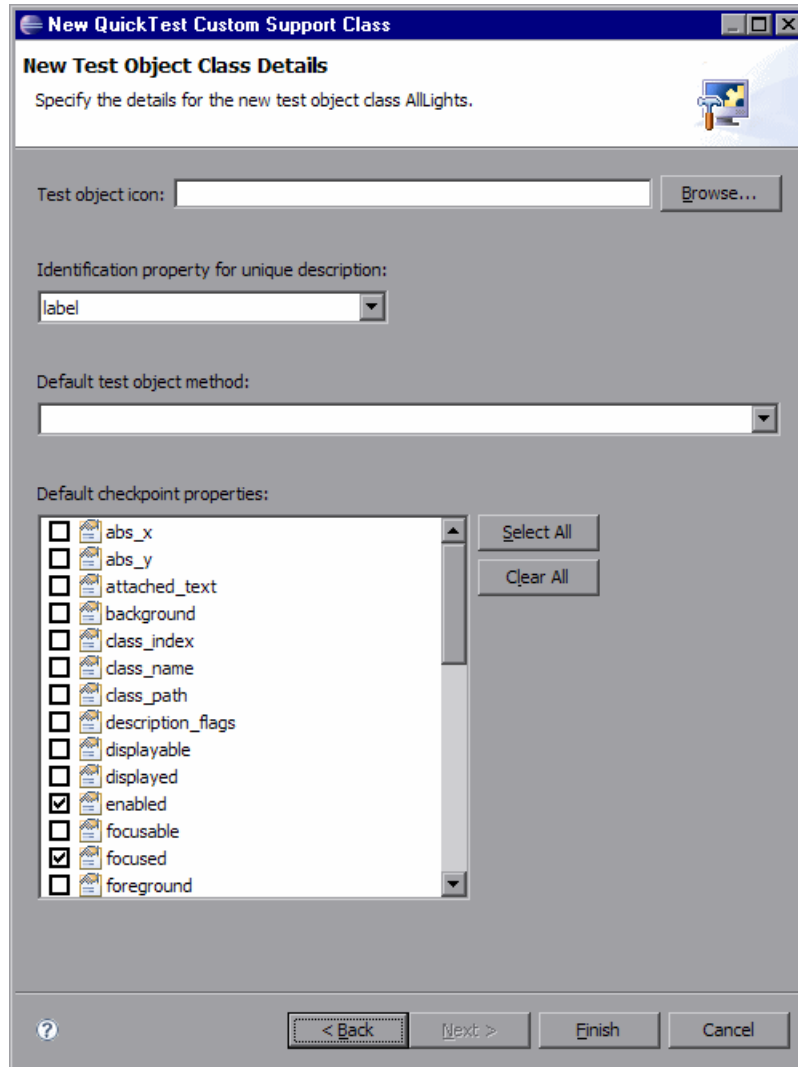 New QuickTest Custom Support Class
New Test Object Class Details
Specify the details for the new test object class AllLights.
Test object icon:
Browse...
Identification property for unique description:
label
Default test object method:
Default checkpoint properties:
abs_x
Select All
abs_y
Clear All
attached_text
background
class_index
class_name
class_path
description_flags
displayable
displayed
enabled
focusable
focused
foreground
?
< Back
Next >
Finish
Cancel